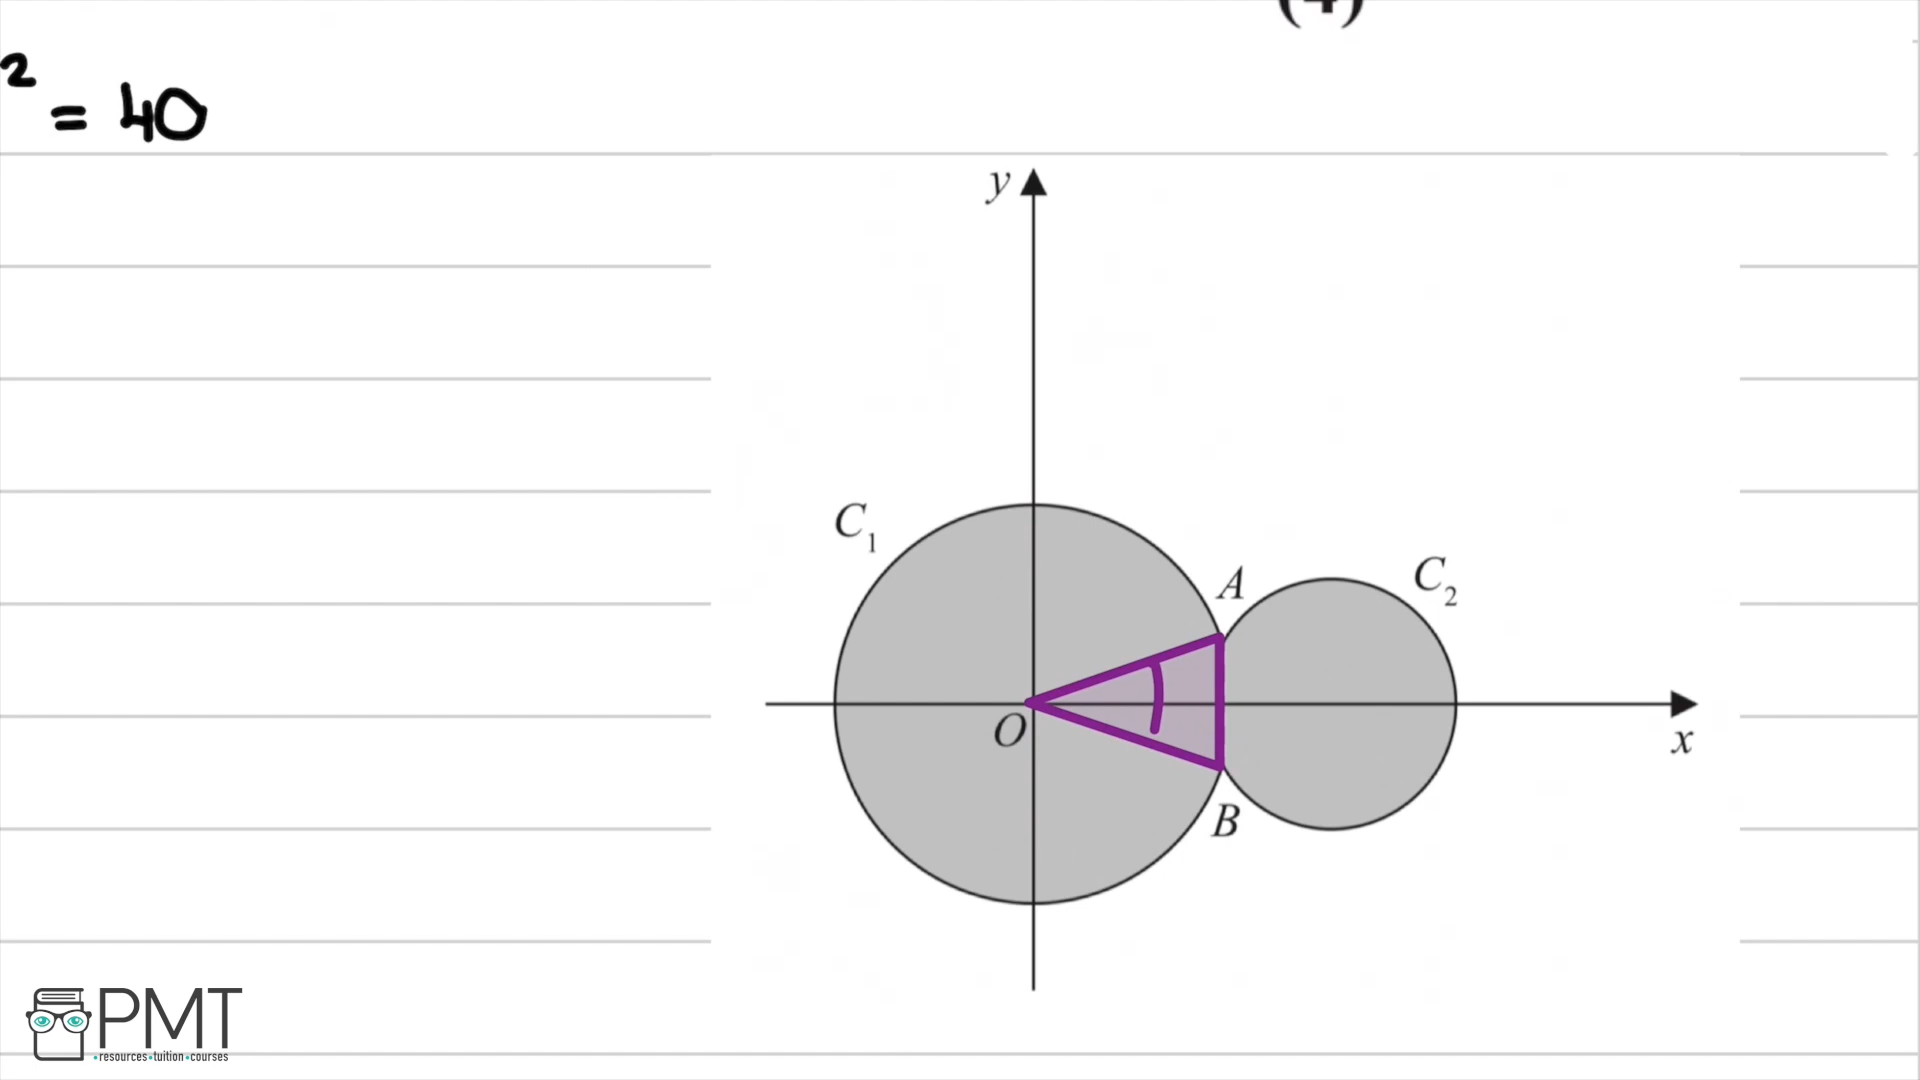 (4)
2
= 40
y
C1
A
C2
O
x
B
PMT
•resources•tuition•courses